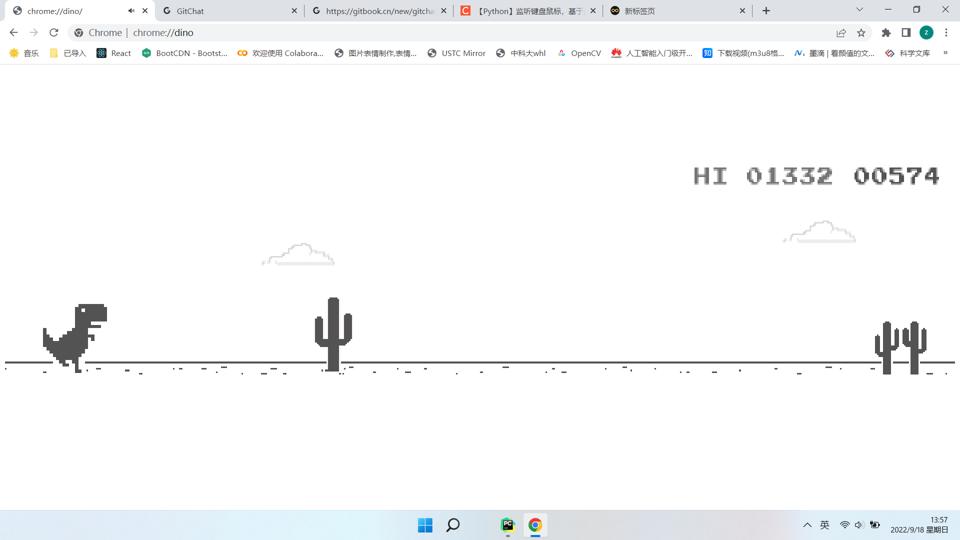 chrome://dino/
GitChat
https://gitbook.cn/new/gitcha
【Python】监听键盘鼠标，基于
新标签页
Chrome | chrome://dino
Z
音乐
已导入
React
BootCDN - Bootst...
欢迎使用 Colabora...
图片表情制作,表情...
USTC Mirror
中科大whl
OpenCV
人工智能入门极开...
知 下载视频(m3u8格...
墨滴 | 看颜值的文...
科学文库
»
HI 01332 00574
PC
英
13:57
2022/9/18 星期日